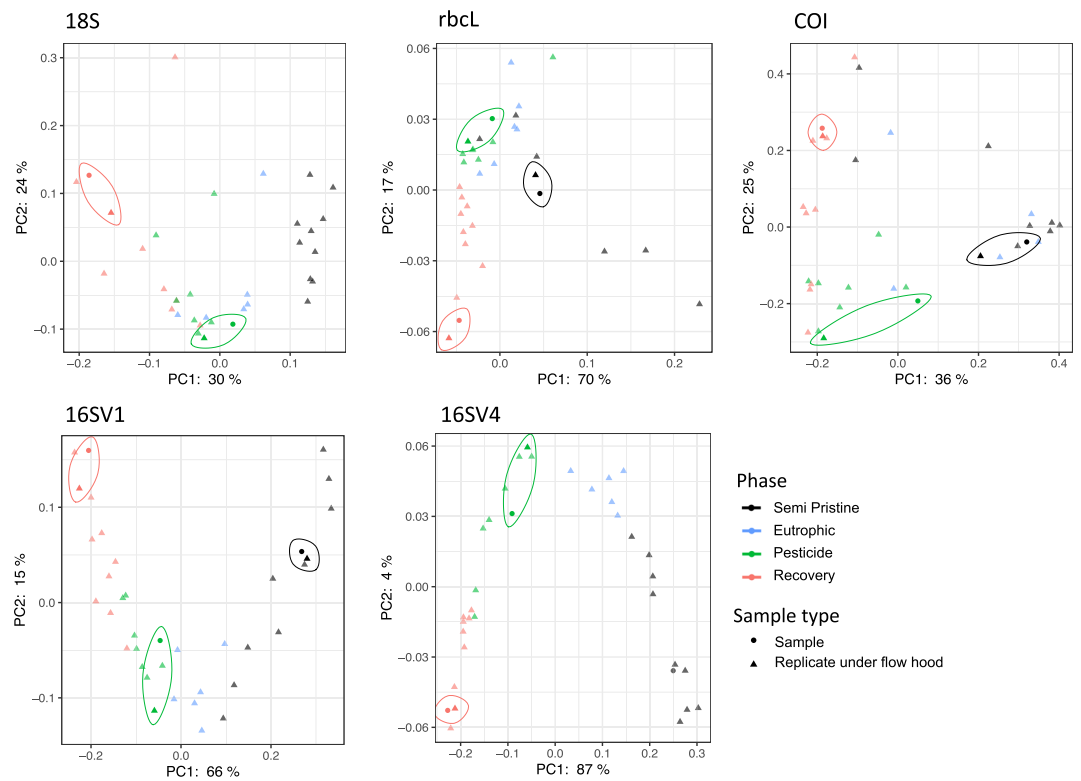 18S
rbcL
COI
0.3
0.2
0.1
0.0
−0.1
PC2: 24 %
−0.2
−0.1
0.0
0.1
PC1: 30 %
0.06
0.03
0.00
−0.03
−0.06
PC2: 17 %
0.0
0.1
0.2
PC1: 70 %
0.4
0.2
0.0
−0.2
PC2: 25 %
−0.2
0.0
0.2
0.4
PC1: 36 %
16SV1
16SV4
0.1
0.0
−0.1
PC2: 15 %
−0.2
0.0
0.2
PC1: 66 %
0.06
0.03
0.00
−0.03
−0.06
PC2: 4 %
−0.2
−0.1
0.0
0.1
0.2
0.3
PC1: 87 %
Phase
Semi Pristine
Eutrophic
Pesticide
Recovery
Sample type
Sample
Replicate under flow hood